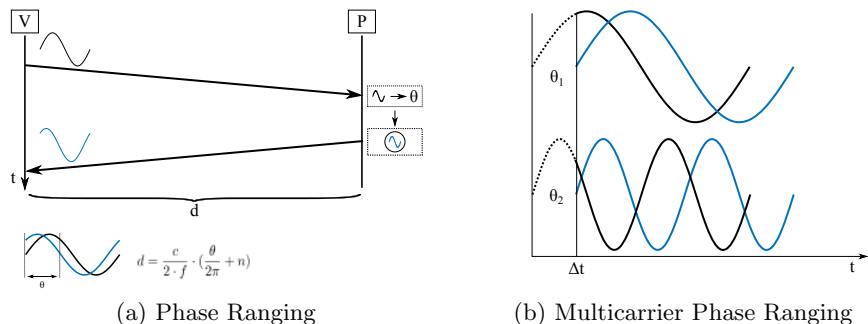 V
P
→ θ
t
d
θ
d = c / (2 · f) · (θ / 2π + n)
(a) Phase Ranging
θ1
θ2
Δt
t
(b) Multicarrier Phase Ranging